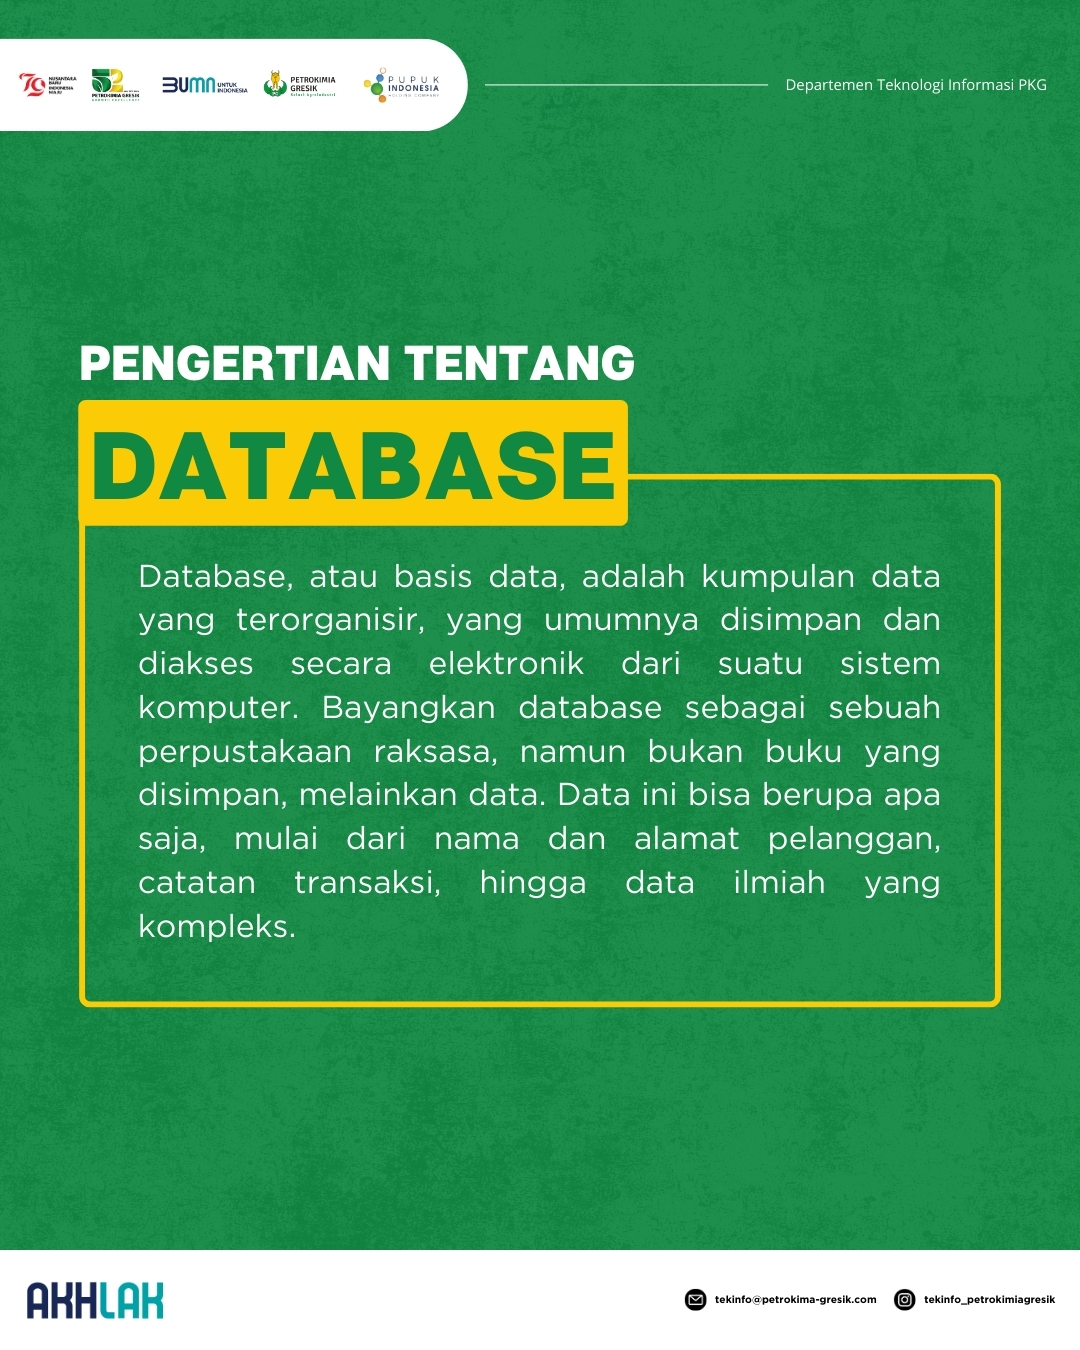 79 NUSANTARA
BARU
INDONESIA
MAJU
52
PETROKIMIA GRESIK
BUMN UNTUK
INDONESIA
PETROKIMIA
GRESIK
Solusi Agroindustri
PUPUK
INDONESIA
HOLDING COMPANY
Departemen Teknologi Informasi PKG
PENGERTIAN TENTANG
DATABASE
Database, atau basis data, adalah kumpulan data
yang terorganisir, yang umumnya disimpan dan
diakses secara elektronik dari suatu sistem
komputer. Bayangkan database sebagai sebuah
perpustakaan raksasa, namun bukan buku yang
disimpan, melainkan data. Data ini bisa berupa apa
saja, mulai dari nama dan alamat pelanggan,
catatan transaksi, hingga data ilmiah yang
kompleks.
AKHLAK
tekinfo@petrokima-gresik.com
tekinfo_petrokimiagresik